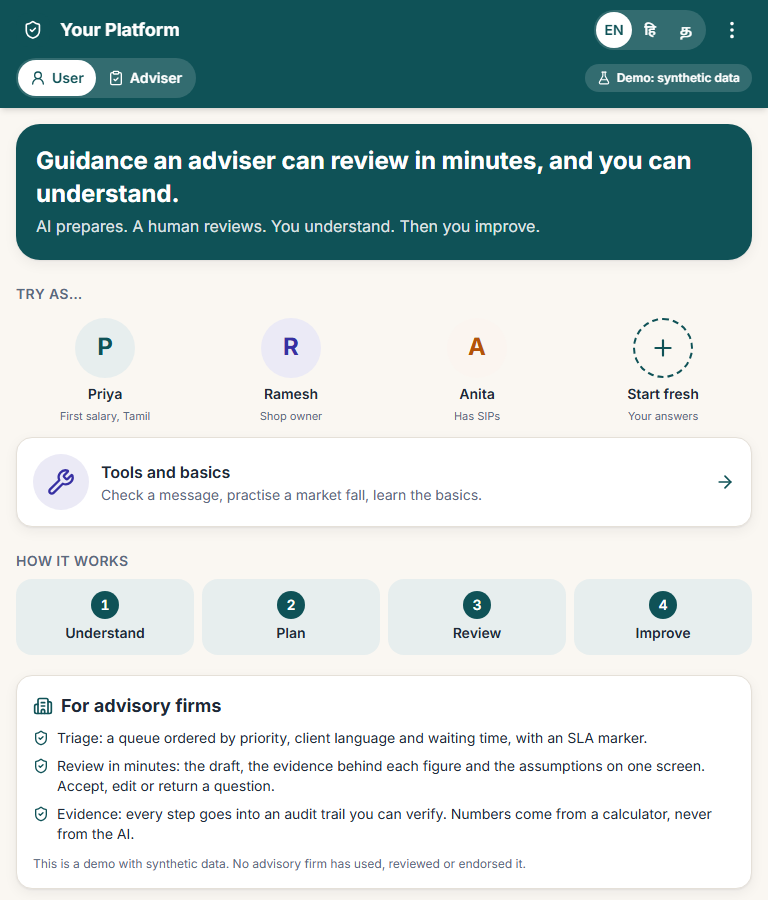 Your Platform
EN
हि
த
User
Adviser
Demo: synthetic data
Guidance an adviser can review in minutes, and you can
understand.
AI prepares. A human reviews. You understand. Then you improve.
TRY AS...
P
R
A
Priya
Ramesh
Anita
Start fresh
First salary, Tamil
Shop owner
Has SIPs
Your answers
Tools and basics
Check a message, practise a market fall, learn the basics.
HOW IT WORKS
1
2
3
4
Understand
Plan
Review
Improve
For advisory firms
Triage: a queue ordered by priority, client language and waiting time, with an SLA marker.
Review in minutes: the draft, the evidence behind each figure and the assumptions on one screen.
Accept, edit or return a question.
Evidence: every step goes into an audit trail you can verify. Numbers come from a calculator, never
from the AI.
This is a demo with synthetic data. No advisory firm has used, reviewed or endorsed it.